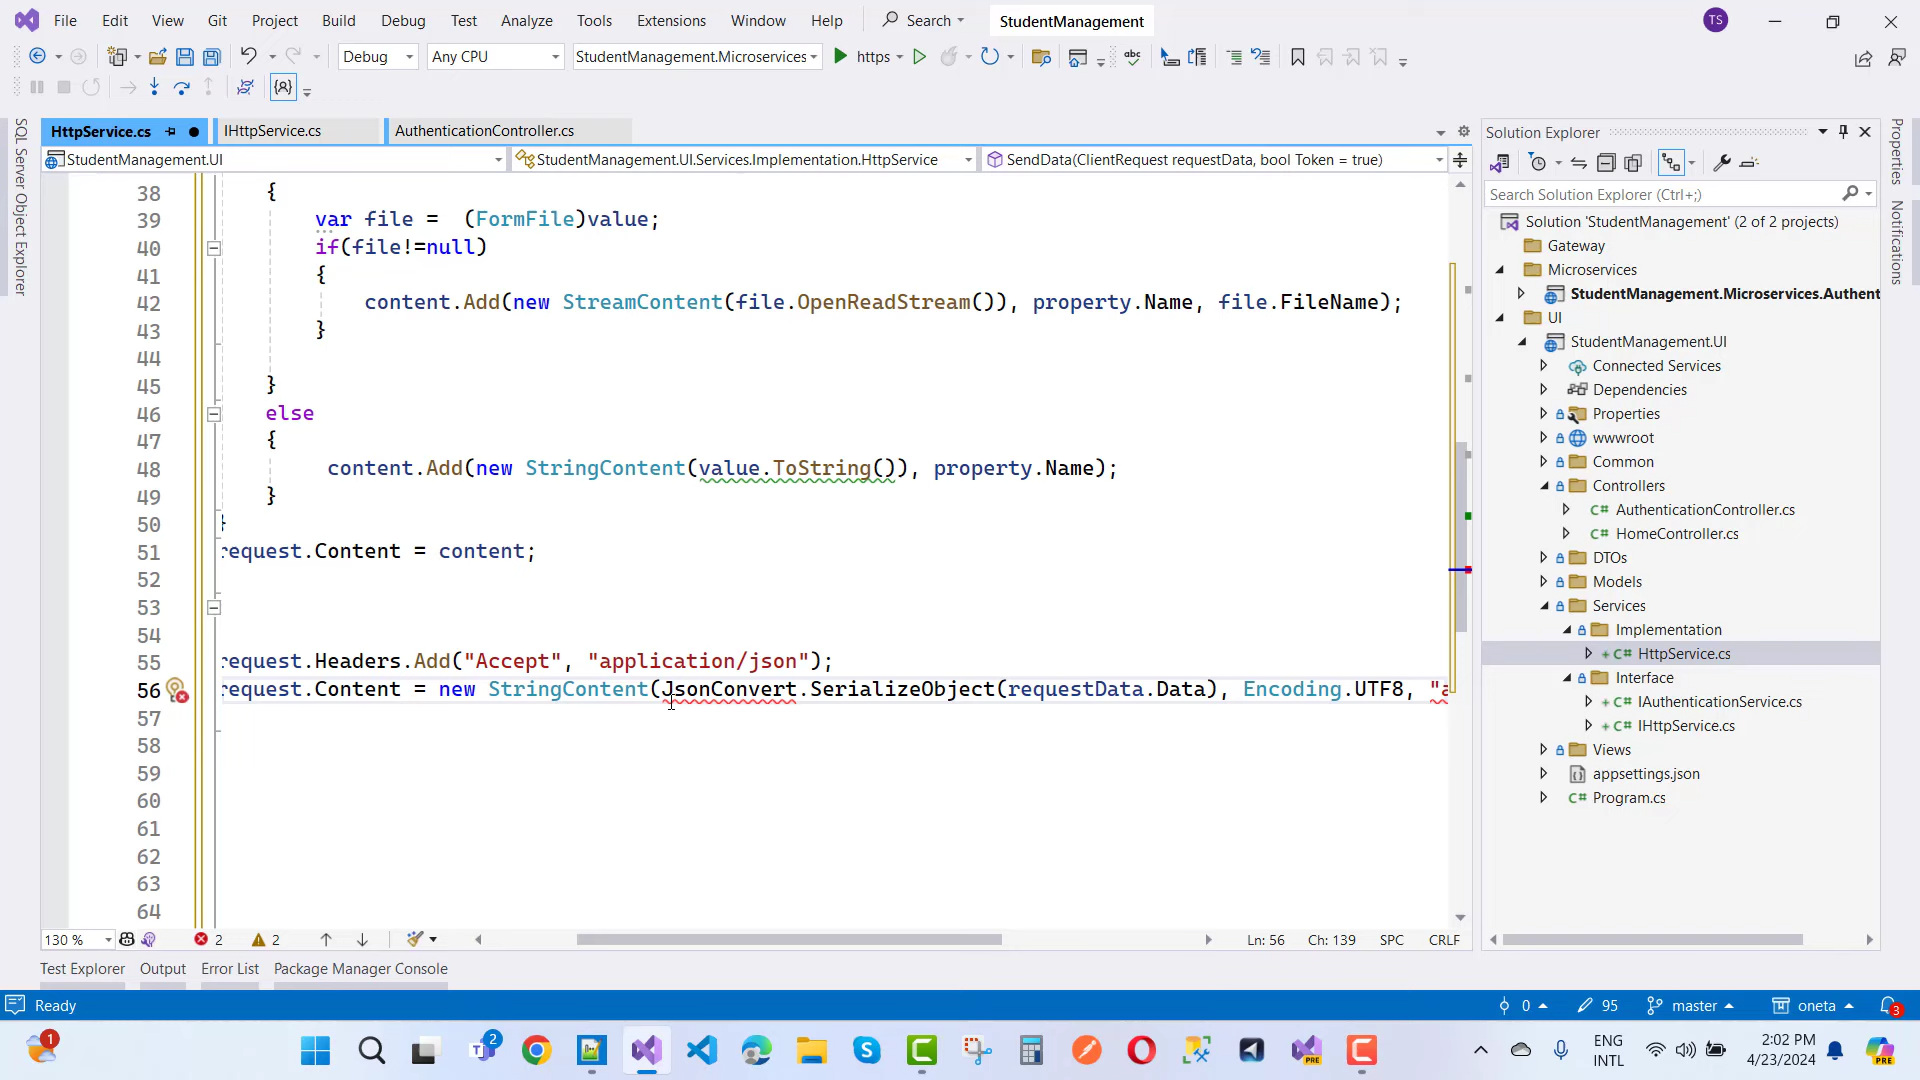 File Edit View Git Project Build Debug Test Analyze Tools Extensions Window Help Search StudentManagement TS
Debug Any CPU StudentManagement.Microservices https
HttpService.cs IHttpService.cs AuthenticationController.cs
StudentManagement.UI StudentManagement.UI.Services.Implementation.HttpService SendData(ClientRequest requestData, bool Token = true)
SQL Server Object Explorer
38 {
39 var file = (FormFile)value;
40 if(file!=null)
41 {
42 content.Add(new StreamContent(file.OpenReadStream()), property.Name, file.FileName);
43 }
44
45 }
46 else
47 {
48 content.Add(new StringContent(value.ToString()), property.Name);
49 }
50 }
51 request.Content = content;
52
53
54
55 request.Headers.Add("Accept", "application/json");
56 request.Content = new StringContent(JsonConvert.SerializeObject(requestData.Data), Encoding.UTF8, "a
57
58
59
60
61
62
63
64
130 % 2 2 Ln: 56 Ch: 139 SPC CRLF
Test Explorer Output Error List Package Manager Console
Solution Explorer
Search Solution Explorer (Ctrl+;)
Solution 'StudentManagement' (2 of 2 projects)
Gateway
Microservices
StudentManagement.Microservices.Authent
UI
StudentManagement.UI
Connected Services
Dependencies
Properties
wwwroot
Common
Controllers
C# AuthenticationController.cs
C# HomeController.cs
DTOs
Models
Services
Implementation
+ C# HttpService.cs
Interface
+ C# IAuthenticationService.cs
+ C# IHttpService.cs
Views
appsettings.json
C# Program.cs
Properties
Notifications
Ready 0 95 master oneta 3
1 2 PRE ENG
INTL
2:02 PM
4/23/2024
PRE